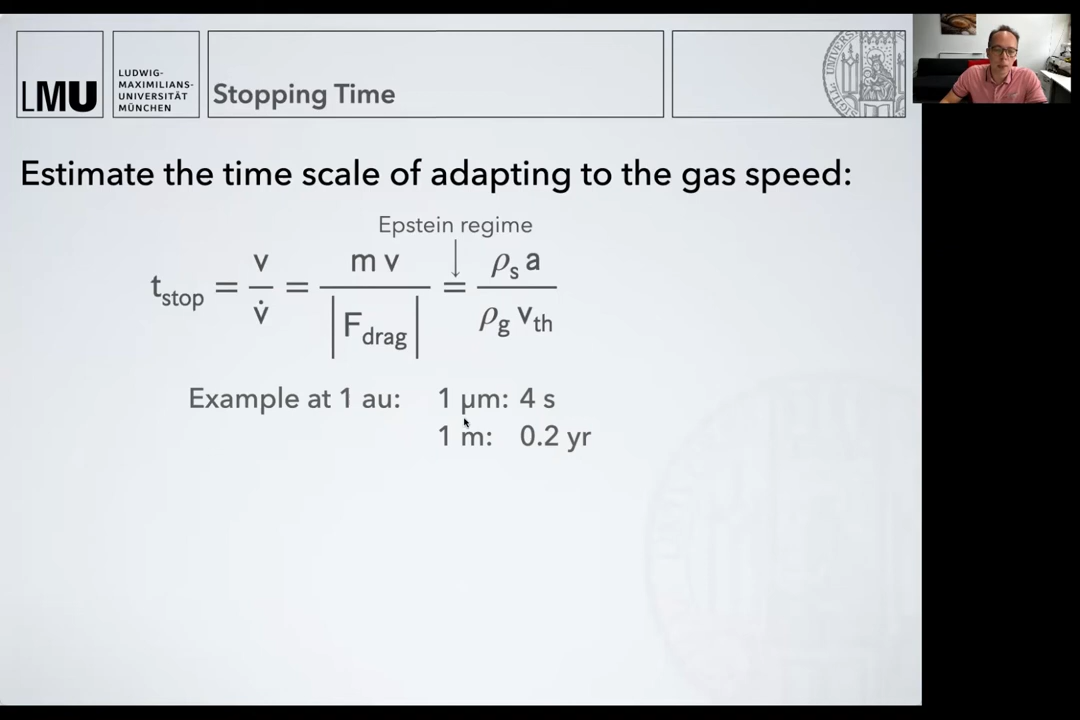 LMU
LUDWIG-
MAXIMILIANS-
UNIVERSITÄT
MÜNCHEN
Stopping Time
Estimate the time scale of adapting to the gas speed:
Epstein regime
t_stop = v / v̇ = m v / |F_drag| = ρ_s a / ρ_g v_th
Example at 1 au: 1 µm: 4 s
1 m: 0.2 yr